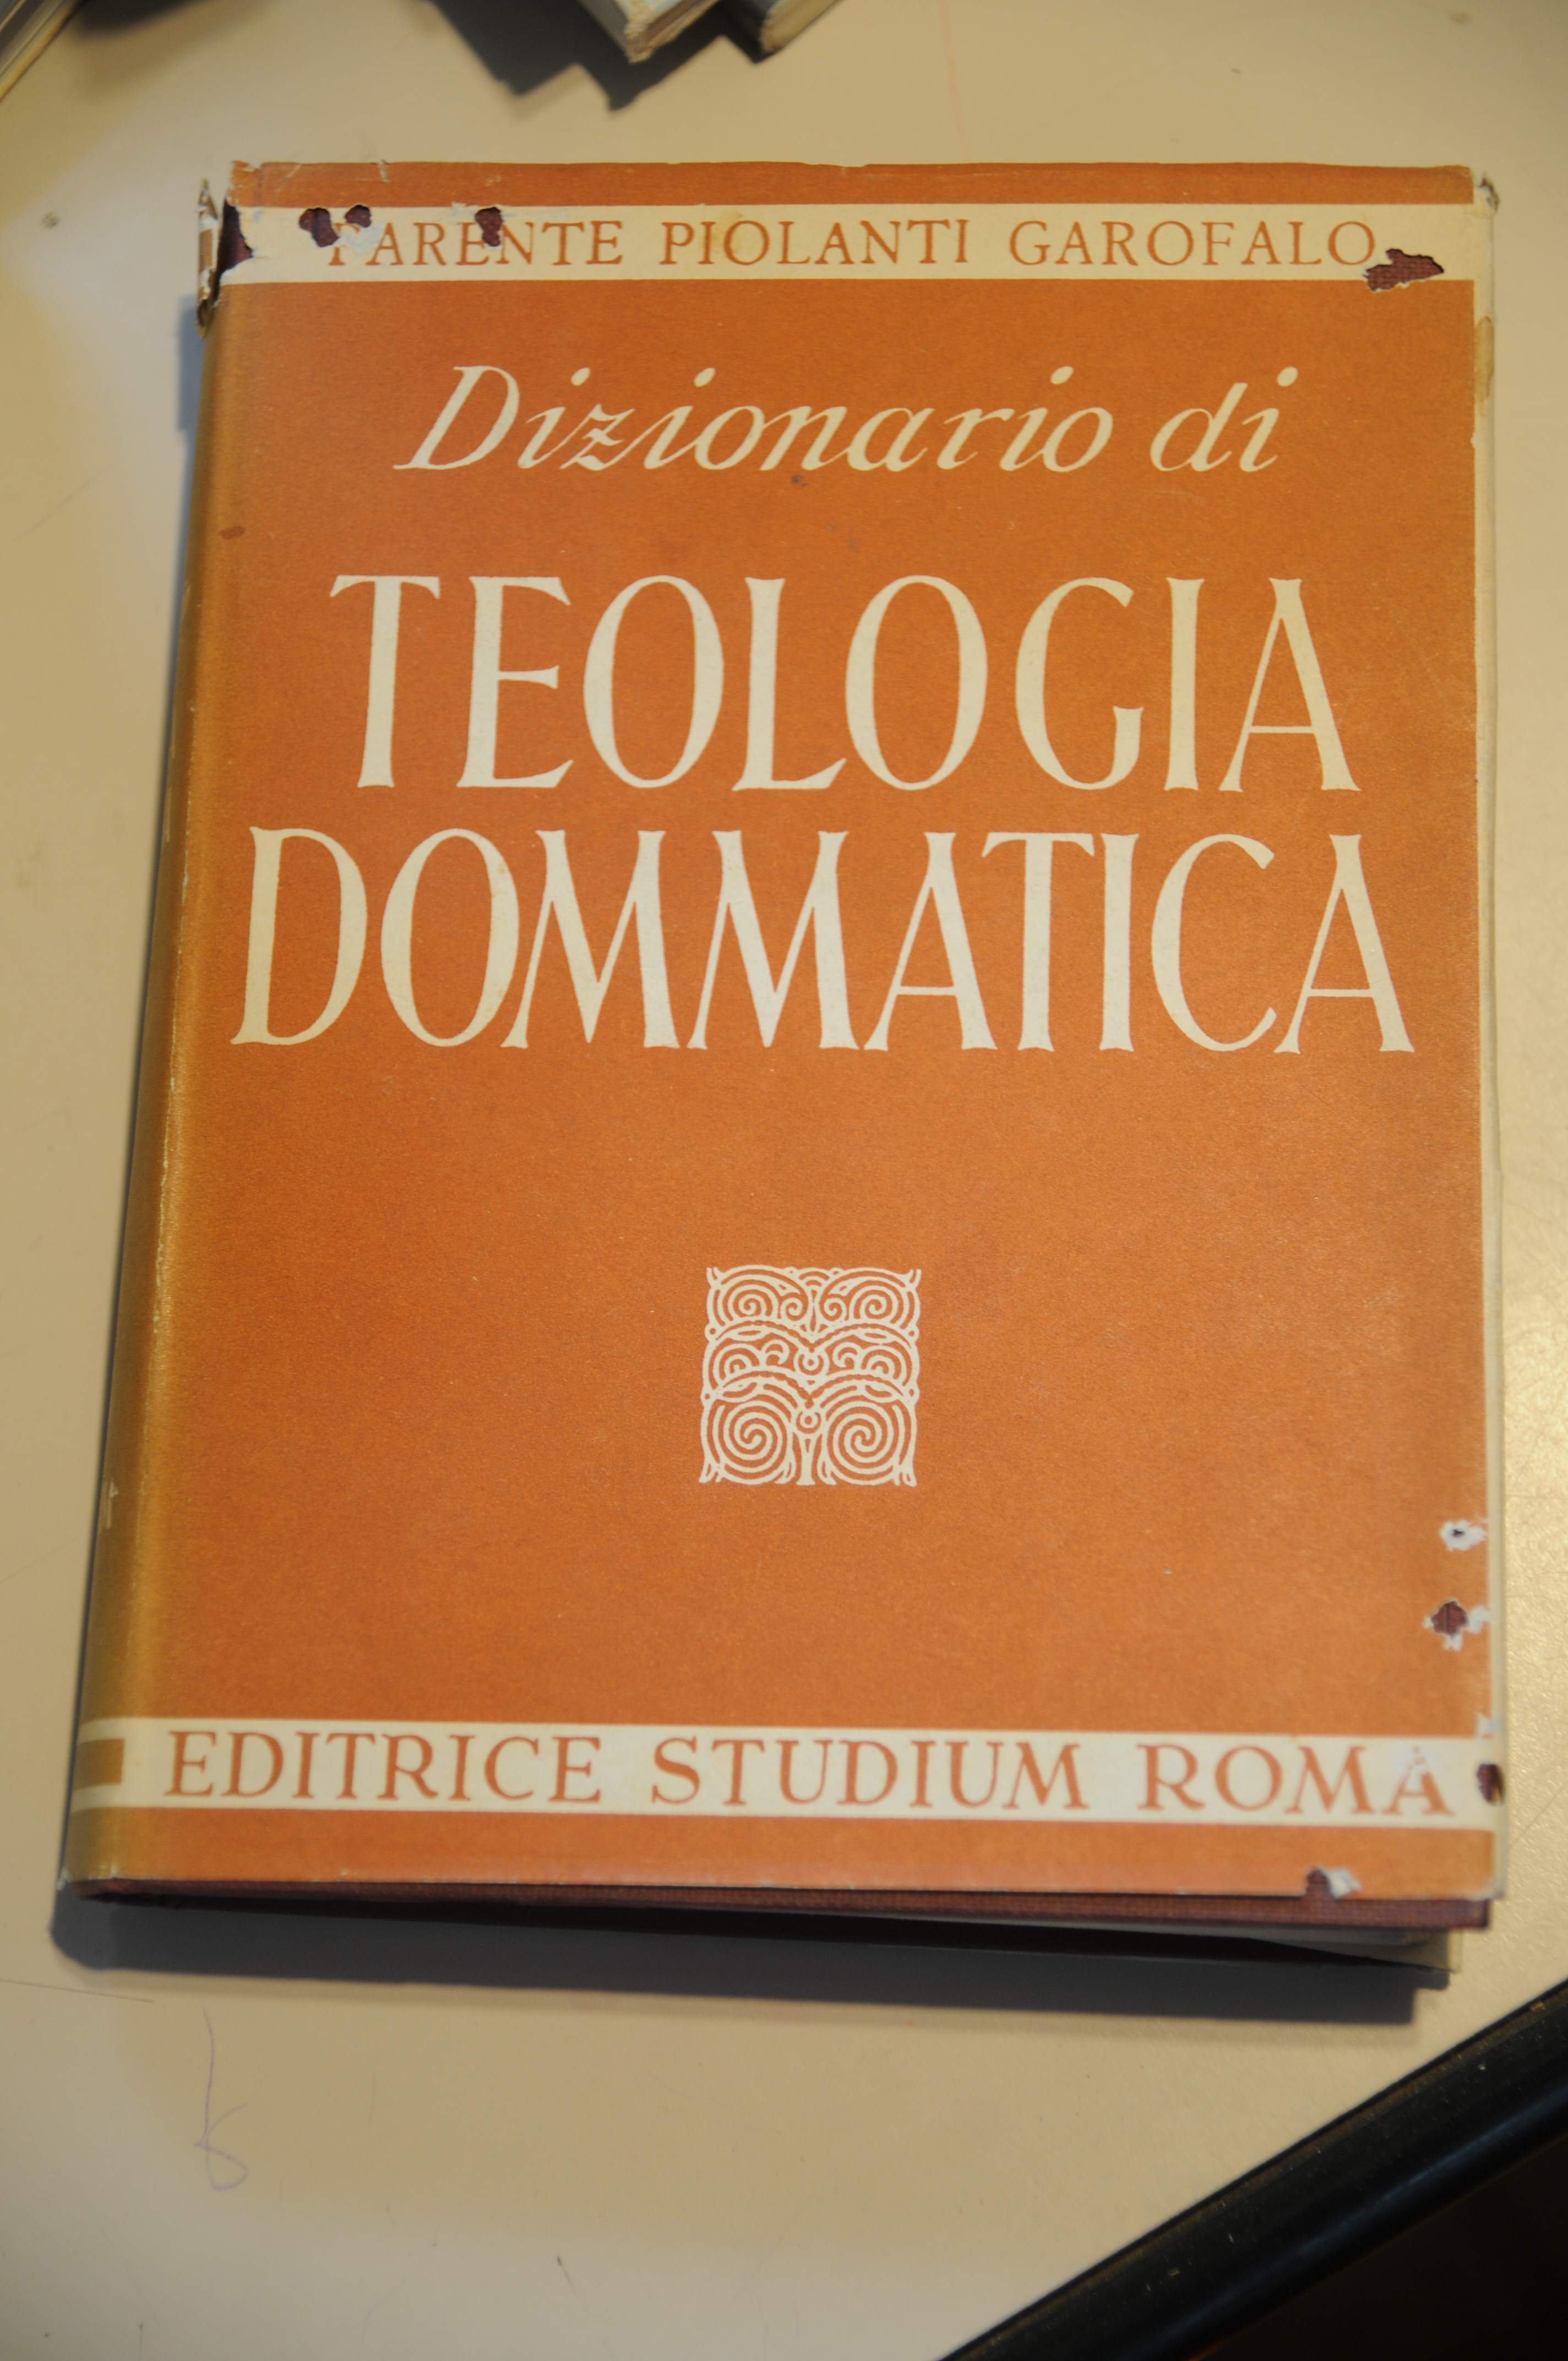 PARENTE PIOLANTI GAROFALO
Dizionario di
TEOLOGIA
DOMMATICA
EDITRICE STUDIUM ROMA